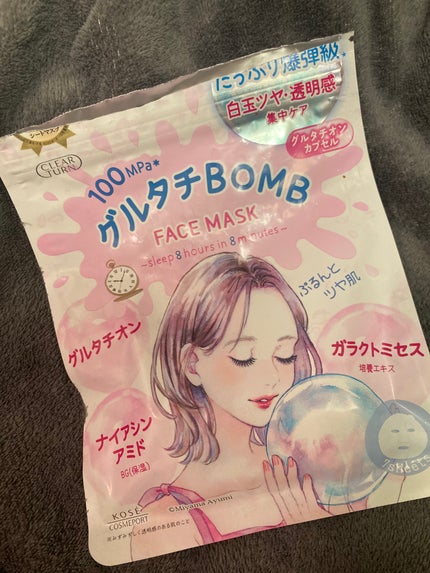 たっぷり爆弾級*
白玉ツヤ・透明感
集中ケア
シートマスク
グルタチオン
カプセル
CLEAR
TURN
100MPa*
グルタチBOMB
FACE MASK
~sleep 8 hours in 8 minutes~
ぷるんと
ツヤ肌
グルタチオン
ガラクトミセス
培養エキス
ナイアシン
アミド
BG(保湿)
KOSÉ
COSMEPORT
©Miyama Ayumi